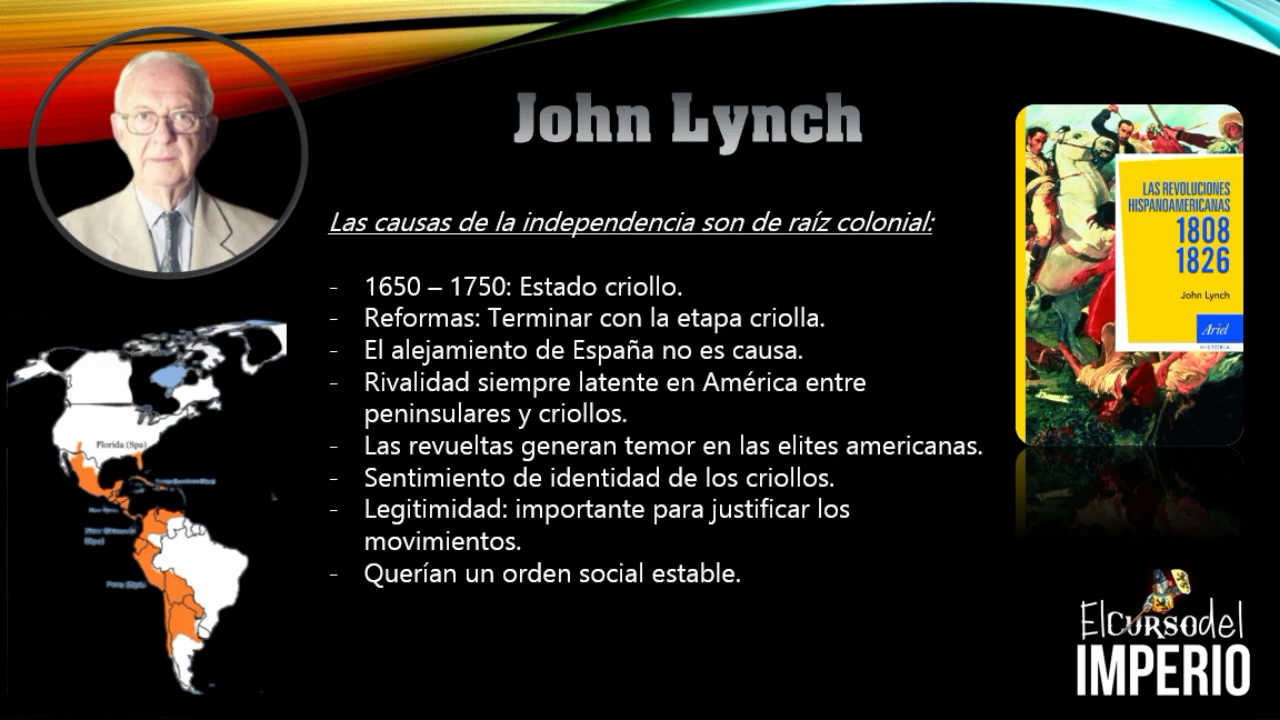 John Lynch
Las causas de la independencia son de raíz colonial:
- 1650 – 1750: Estado criollo.
- Reformas: Terminar con la etapa criolla.
- El alejamiento de España no es causa.
- Rivalidad siempre latente en América entre
peninsulares y criollos.
- Las revueltas generan temor en las elites americanas.
- Sentimiento de identidad de los criollos.
- Legitimidad: importante para justificar los
movimientos.
- Querían un orden social estable.
LAS REVOLUCIONES
HISPANOAMERICANAS
1808
1826
John Lynch
Ariel
HISTORIA
Florida (Spa)
El CURSO del
IMPERIO